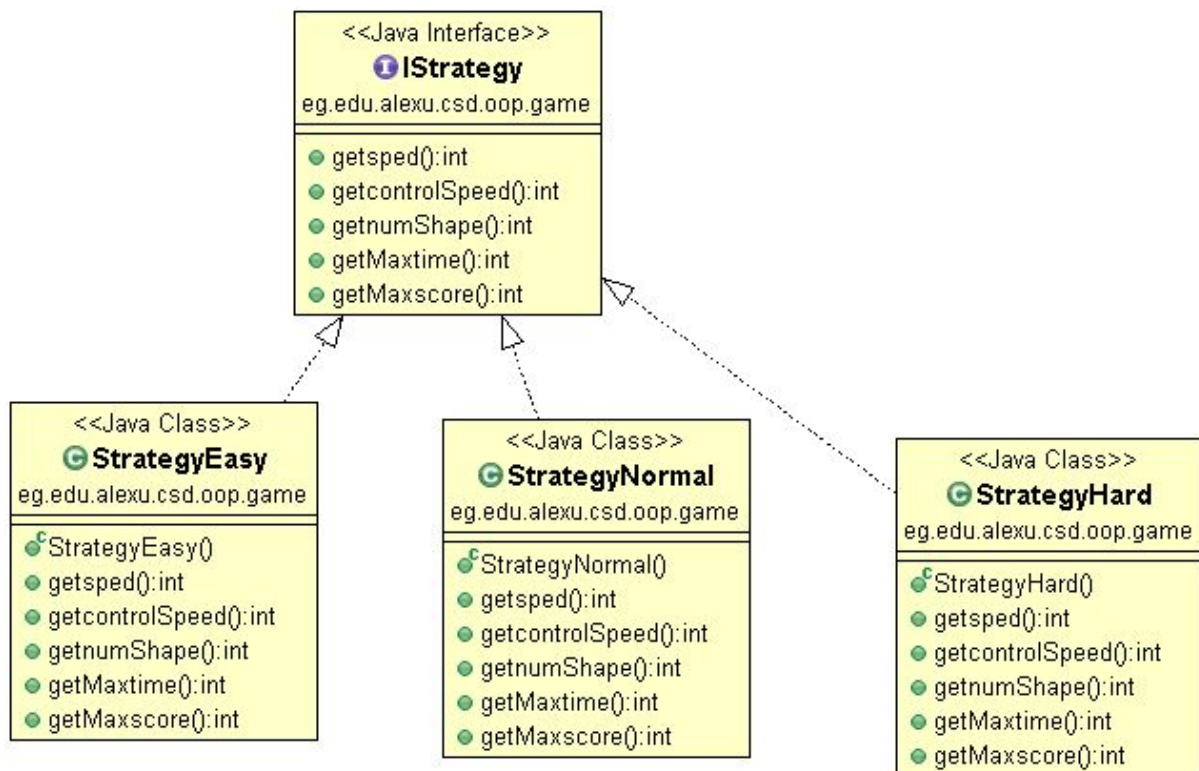 <<Java Interface>>
IStrategy
eg.edu.alexu.csd.oop.game
getsped():int
getcontrolSpeed():int
getnumShape():int
getMaxtime():int
getMaxscore():int
<<Java Class>>
StrategyEasy
eg.edu.alexu.csd.oop.game
StrategyEasy()
getsped():int
getcontrolSpeed():int
getnumShape():int
getMaxtime():int
getMaxscore():int
<<Java Class>>
StrategyNormal
eg.edu.alexu.csd.oop.game
StrategyNormal()
getsped():int
getcontrolSpeed():int
getnumShape():int
getMaxtime():int
getMaxscore():int
<<Java Class>>
StrategyHard
eg.edu.alexu.csd.oop.game
StrategyHard()
getsped():int
getcontrolSpeed():int
getnumShape():int
getMaxtime():int
getMaxscore():int